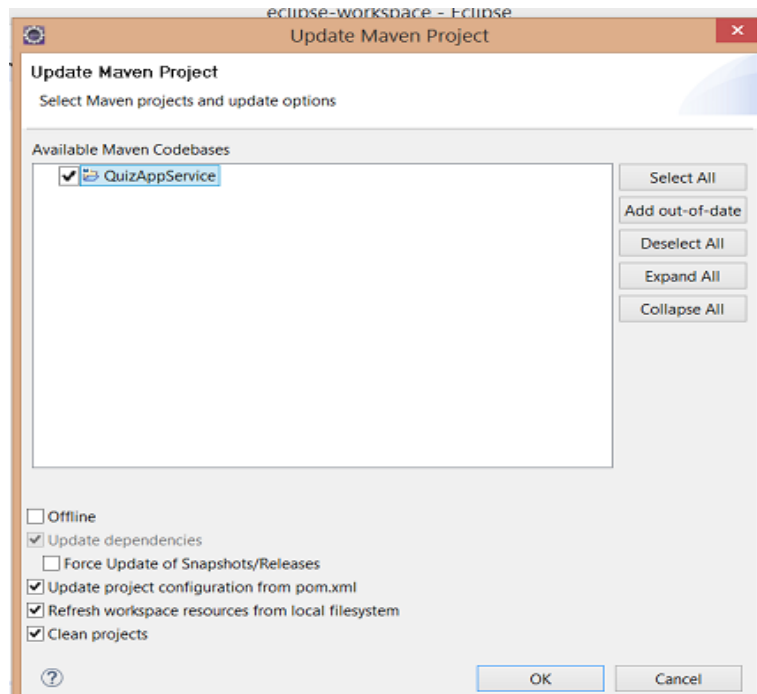 eclipse-workspace - Eclipse
Update Maven Project
Update Maven Project
Select Maven projects and update options
Available Maven Codebases
QuizAppService
Select All
Add out-of-date
Deselect All
Expand All
Collapse All
Offline
Update dependencies
Force Update of Snapshots/Releases
Update project configuration from pom.xml
Refresh workspace resources from local filesystem
Clean projects
?
OK
Cancel